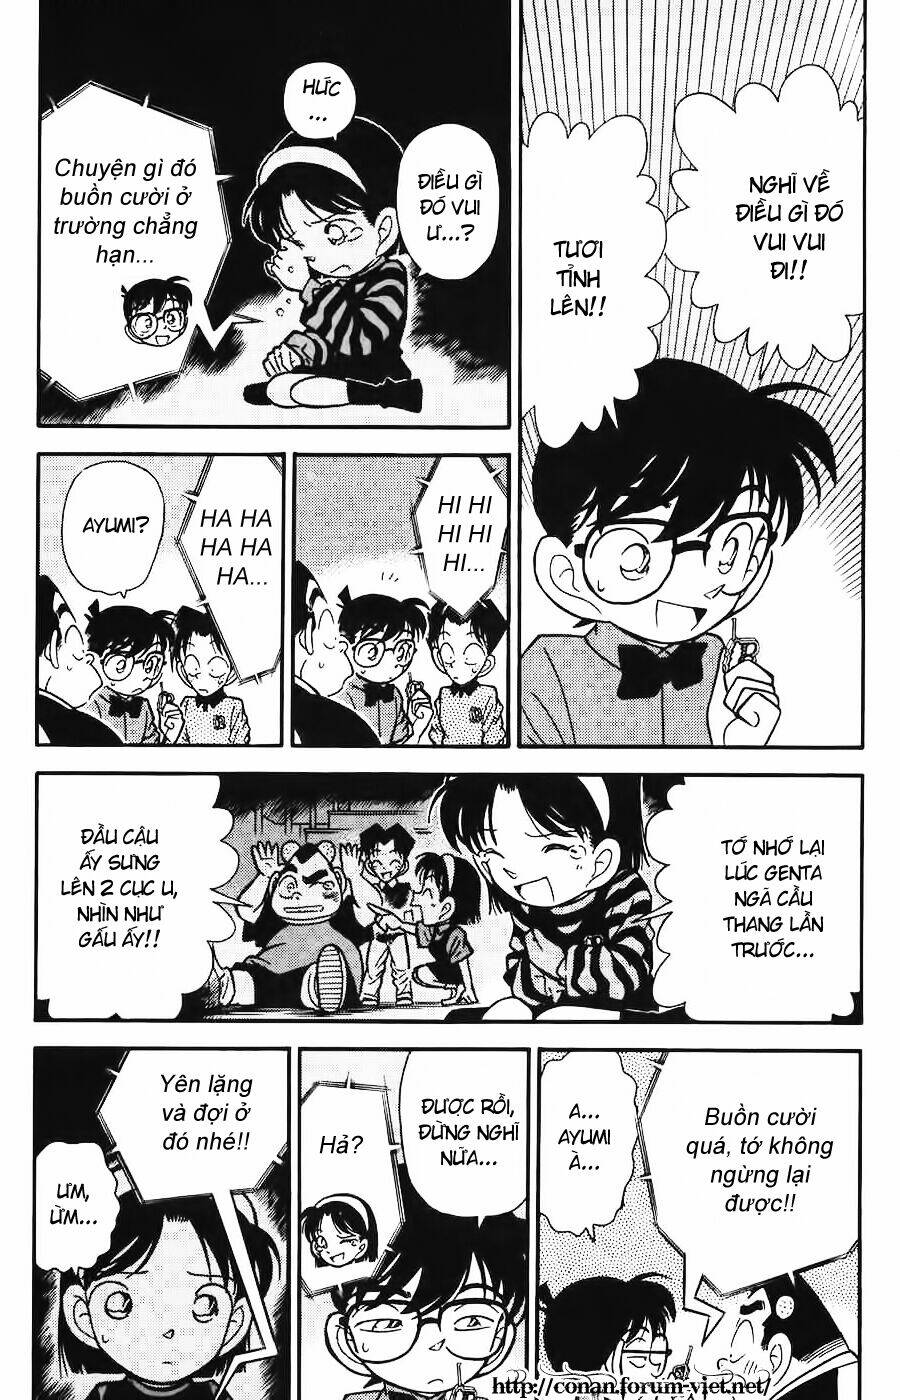 NGHĨ VỀ
ĐIỀU GÌ ĐÓ
VUI VUI
ĐI!!
TƯƠI
TỈNH
LÊN!!
HỨC
...
ĐIỀU GÌ
ĐÓ VUI
Ư...?
Chuyện gì đó
buồn cười ở
trường chẳng
hạn...
HI HI
HI HI
HI...
HA HA
HA HA
HA...
AYUMI?
TỚ NHỚ LẠI
LÚC GENTA
NGÃ CẦU
THANG LẦN
TRƯỚC...
ĐẦU CẬU
ẤY SƯNG
LÊN 2 CỤC U,
NHÌN NHƯ
GẤU ẤY!!
Buồn cười
quá, tớ không
ngừng lại
được!!
A...
AYUMI
À...
ĐƯỢC RỒI,
ĐỪNG NGHĨ
NỮA...
Hả?
Yên lặng
và đợi ở
đó nhé!!
ƯM,
ỪM...
http://conan.forum-viet.net/